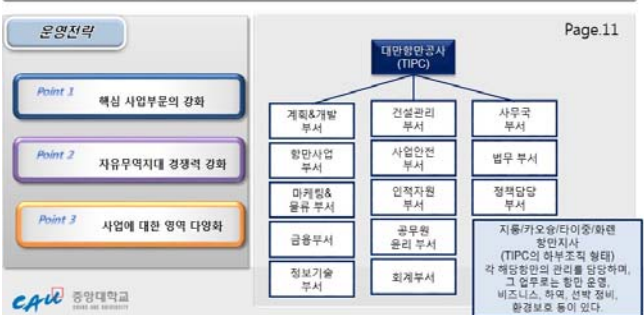 운영전략
Page.11
Point 1
핵심 사업부문의 강화
Point 2
자유무역지대 경쟁력 강화
Point 3
사업에 대한 영역 다양화
대만항만공사
(TIPC)
계획&개발
부서
건설관리
부서
사무국
부서
항만사업
부서
사업안전
부서
법무 부서
마케팅&
물류 부서
인적자원
부서
정책담당
부서
금융부서
공무원
윤리 부서
정보기술
부서
회계부서
지룽/카오슝/타이중/화롄
항만지사
(TIPC의 하부조직 형태)
각 해당항만의 관리를 담당하며,
그 업무로는 항만 운영,
비즈니스, 하역, 선박 정비,
환경보호 등이 있다.
CAU 중앙대학교
CHUNG ANG UNIVERSITY